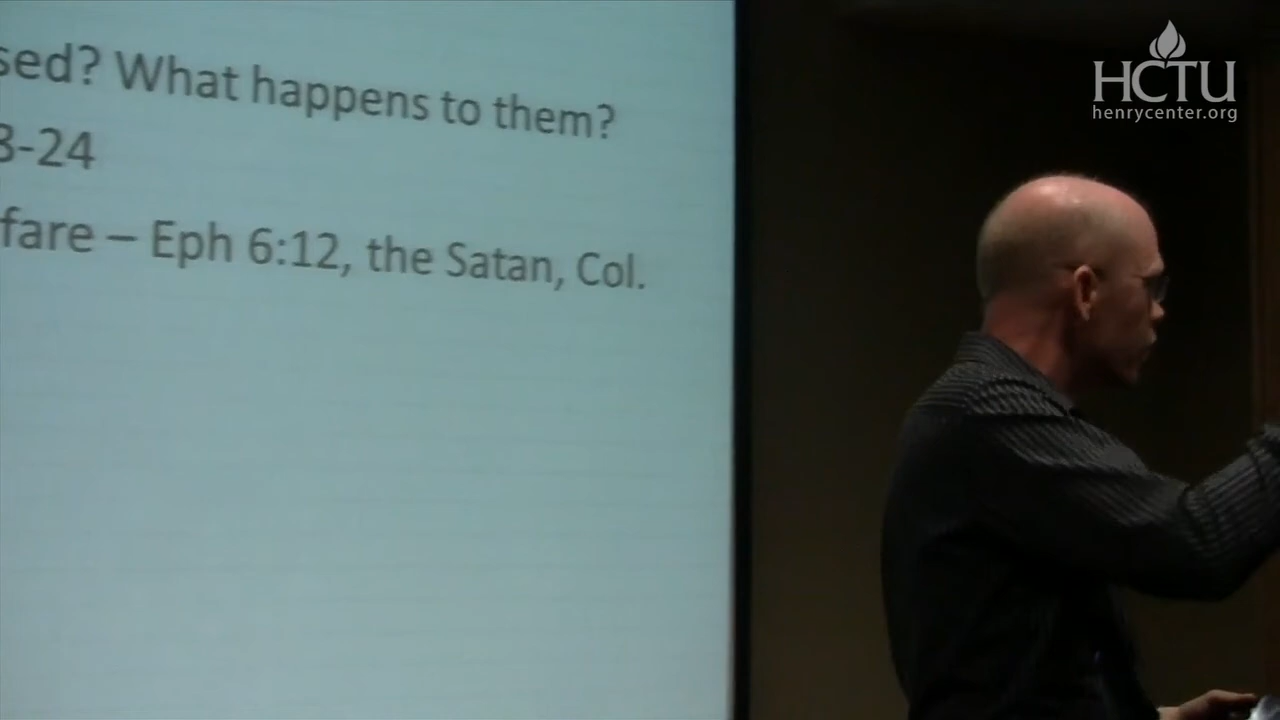 sed? What happens to them?
3-24
fare – Eph 6:12, the Satan, Col.
HCTU
henrycenter.org